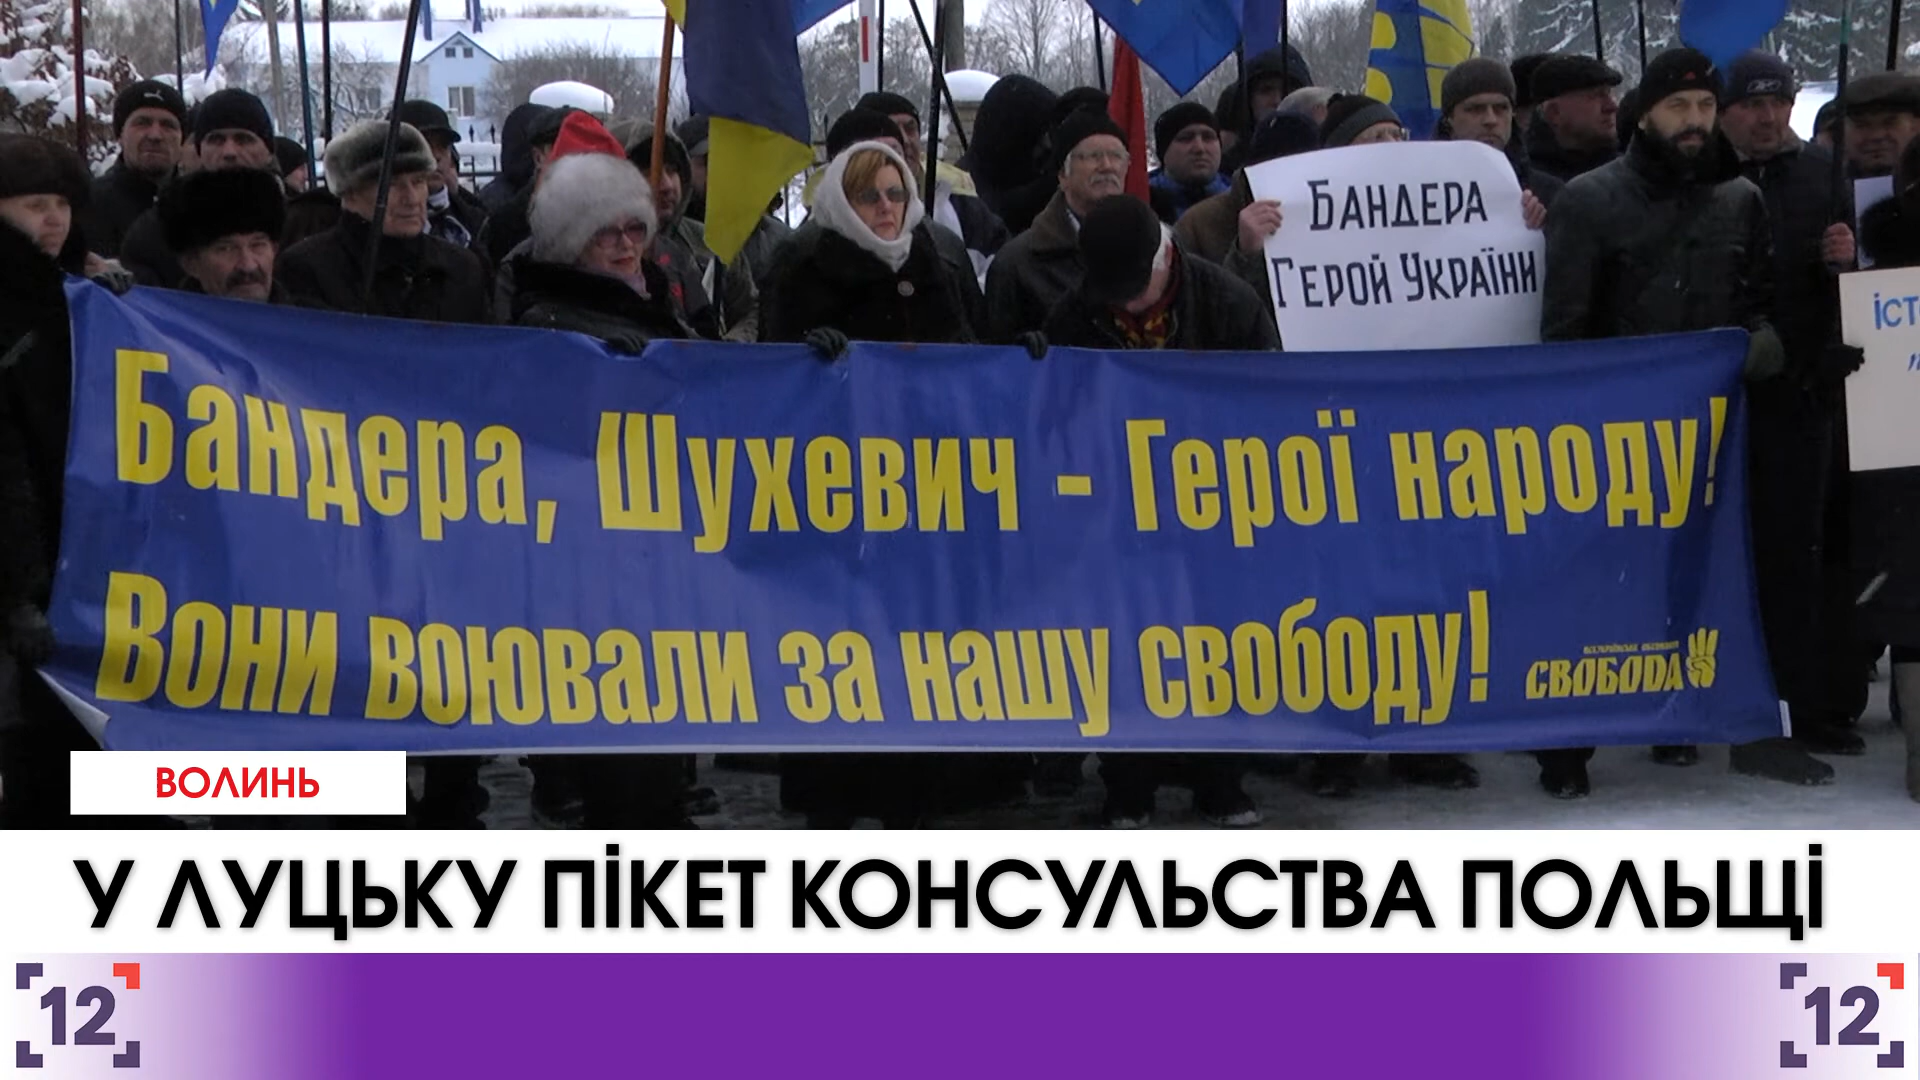 БАНДЕРА
ГЕРОЙ УКРАЇНИ
іст
Бандера, Шухевич - Герої народу!
Вони воювали за нашу свободу!
СВОБОДА
ВОЛИНЬ
У ЛУЦЬКУ ПІКЕТ КОНСУЛЬСТВА ПОЛЬЩІ
12
12